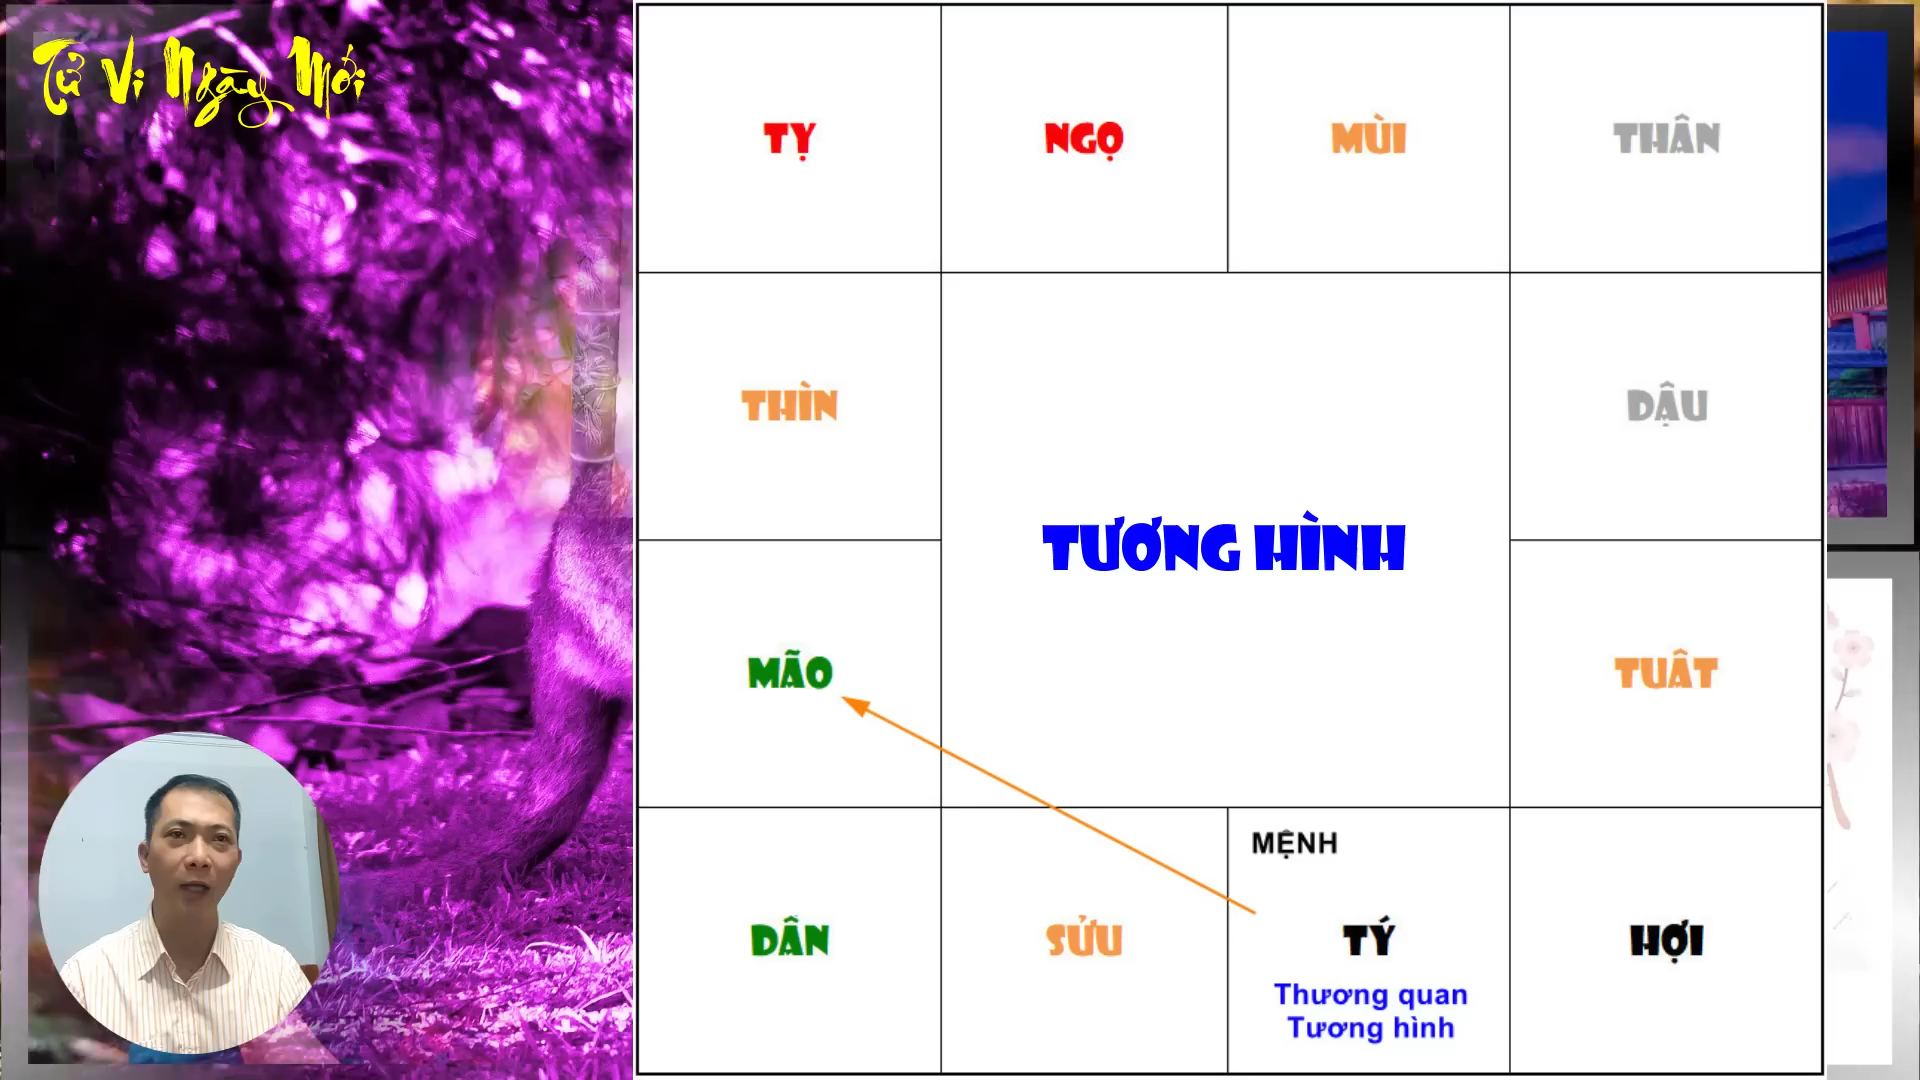 Tử Vi Ngày Mới
TỴ
NGỌ
MÙI
THÂN
THÌN
DẬU
TƯƠNG HÌNH
MÃO
TUÂT
MỆNH
DẦN
SỬU
TÝ
HỢI
Thương quan
Tương hình